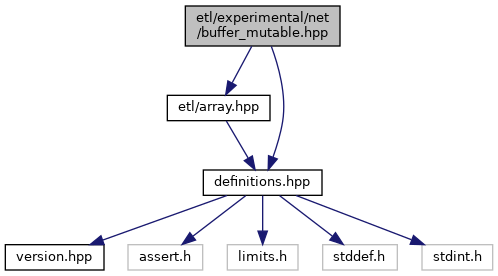 etl/experimental/net
/buffer_mutable.hpp
etl/array.hpp
definitions.hpp
version.hpp
assert.h
limits.h
stddef.h
stdint.h